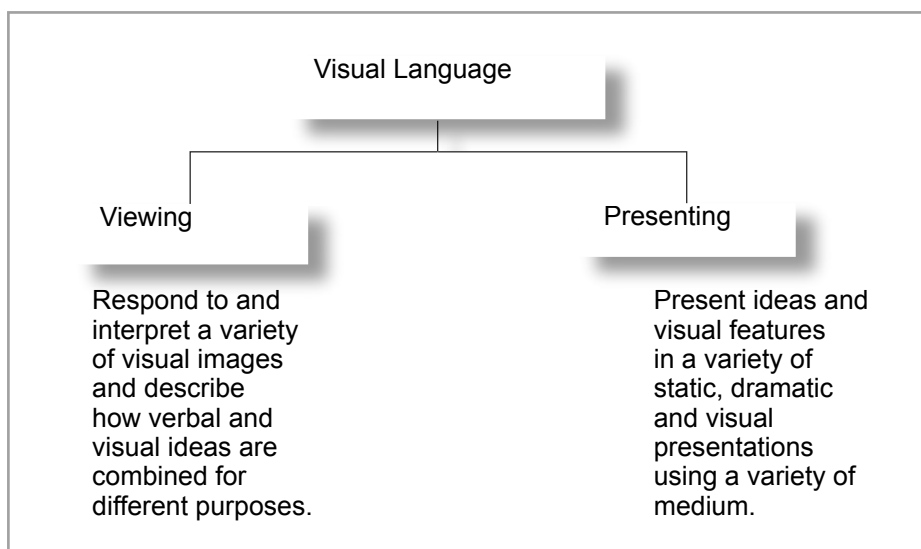 Visual Language
Viewing
Respond to and
interpret a variety
of visual images
and describe
how verbal and
visual ideas are
combined for
different purposes.
Presenting
Present ideas and
visual features
in a variety of
static, dramatic
and visual
presentations
using a variety of
medium.